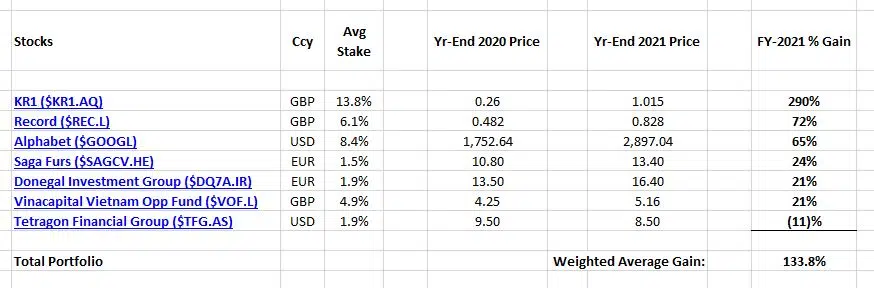 Stocks Ccy Avg Stake Yr-End 2020 Price Yr-End 2021 Price FY-2021 % Gain
KR1 ($KR1.AQ) GBP 13.8% 0.26 1.015 290%
Record ($REC.L) GBP 6.1% 0.482 0.828 72%
Alphabet ($GOOGL) USD 8.4% 1,752.64 2,897.04 65%
Saga Furs ($SAGCV.HE) EUR 1.5% 10.80 13.40 24%
Donegal Investment Group ($DQ7A.IR) EUR 1.9% 13.50 16.40 21%
Vinacapital Vietnam Opp Fund ($VOF.L) GBP 4.9% 4.25 5.16 21%
Tetragon Financial Group ($TFG.AS) USD 1.9% 9.50 8.50 (11)%
Total Portfolio Weighted Average Gain: 133.8%